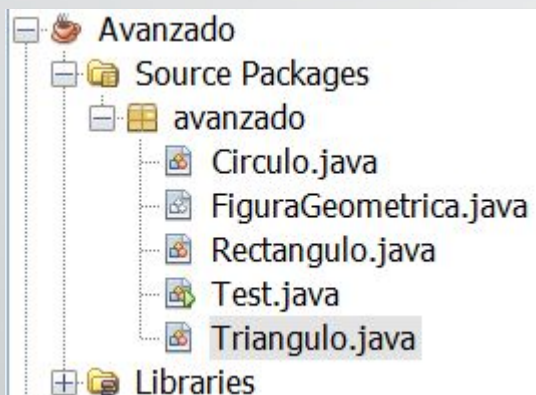 Avanzado
Source Packages
avanzado
Circulo.java
FiguraGeometrica.java
Rectangulo.java
Test.java
Triangulo.java
Libraries